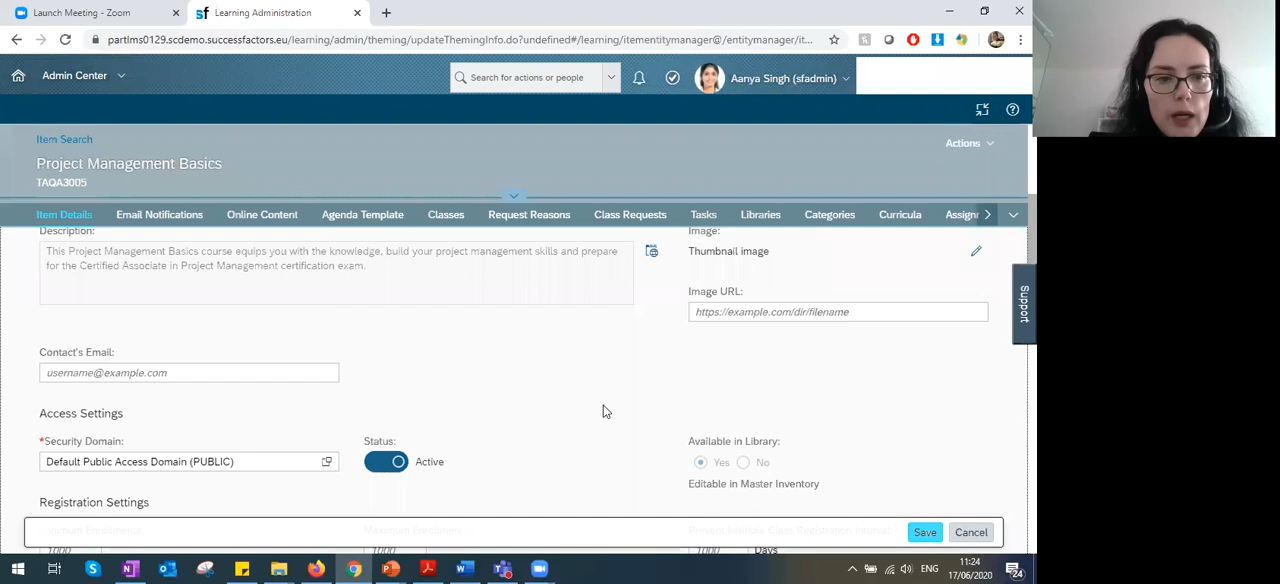 Launch Meeting - Zoom
sf Learning Administration
partlms0129.scdemo.successfactors.eu/learning/admin/theming/updateThemingInfo.do?undefined#/learning/itementitymanager@/entitymanager/it...
Admin Center
Search for actions or people
Aanya Singh (sfadmin)
Item Search
Project Management Basics
Actions
TAQA3005
Item Details Email Notifications Online Content Agenda Template Classes Request Reasons Class Requests Tasks Libraries Categories Curricula Assignm
Description:
Image:
This Project Management Basics course equips you with the knowledge, build your project management skills and prepare
for the Certified Associate in Project Management certification exam.
Thumbnail image
Image URL:
https://example.com/dir/filename
Support
Contact's Email:
username@example.com
Access Settings
*Security Domain:
Status:
Available in Library:
Default Public Access Domain (PUBLIC)
Active
Yes No
Editable in Master Inventory
Registration Settings
Minimum Enrollments
Maximum Enrollment
Prevent Multiple Class Registration Interval
Save Cancel
1000
1000
1000 Days
ENG
11:24
17/06/2020
24